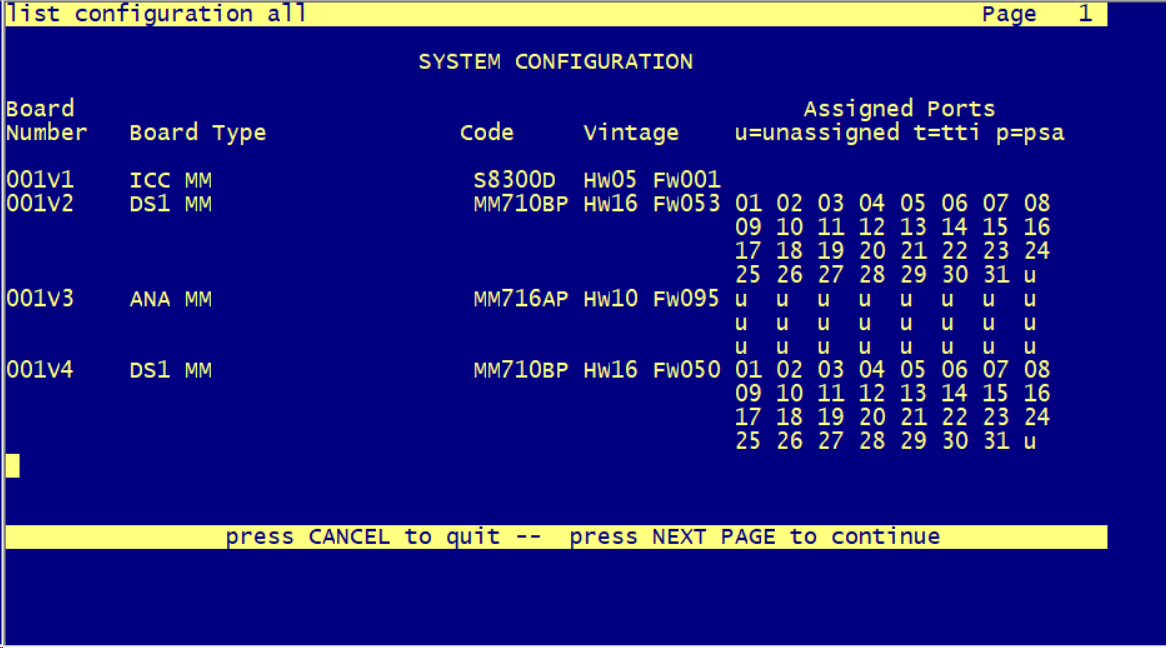 list configuration all Page 1
SYSTEM CONFIGURATION
Board Assigned Ports
Number Board Type Code Vintage u=unassigned t=tti p=psa
001V1 ICC MM S8300D HW05 FW001
001V2 DS1 MM MM710BP HW16 FW053 01 02 03 04 05 06 07 08
09 10 11 12 13 14 15 16
17 18 19 20 21 22 23 24
25 26 27 28 29 30 31 u
001V3 ANA MM MM716AP HW10 FW095 u u u u u u u u
u u u u u u u u
u u u u u u u u
001V4 DS1 MM MM710BP HW16 FW050 01 02 03 04 05 06 07 08
09 10 11 12 13 14 15 16
17 18 19 20 21 22 23 24
25 26 27 28 29 30 31 u
press CANCEL to quit -- press NEXT PAGE to continue